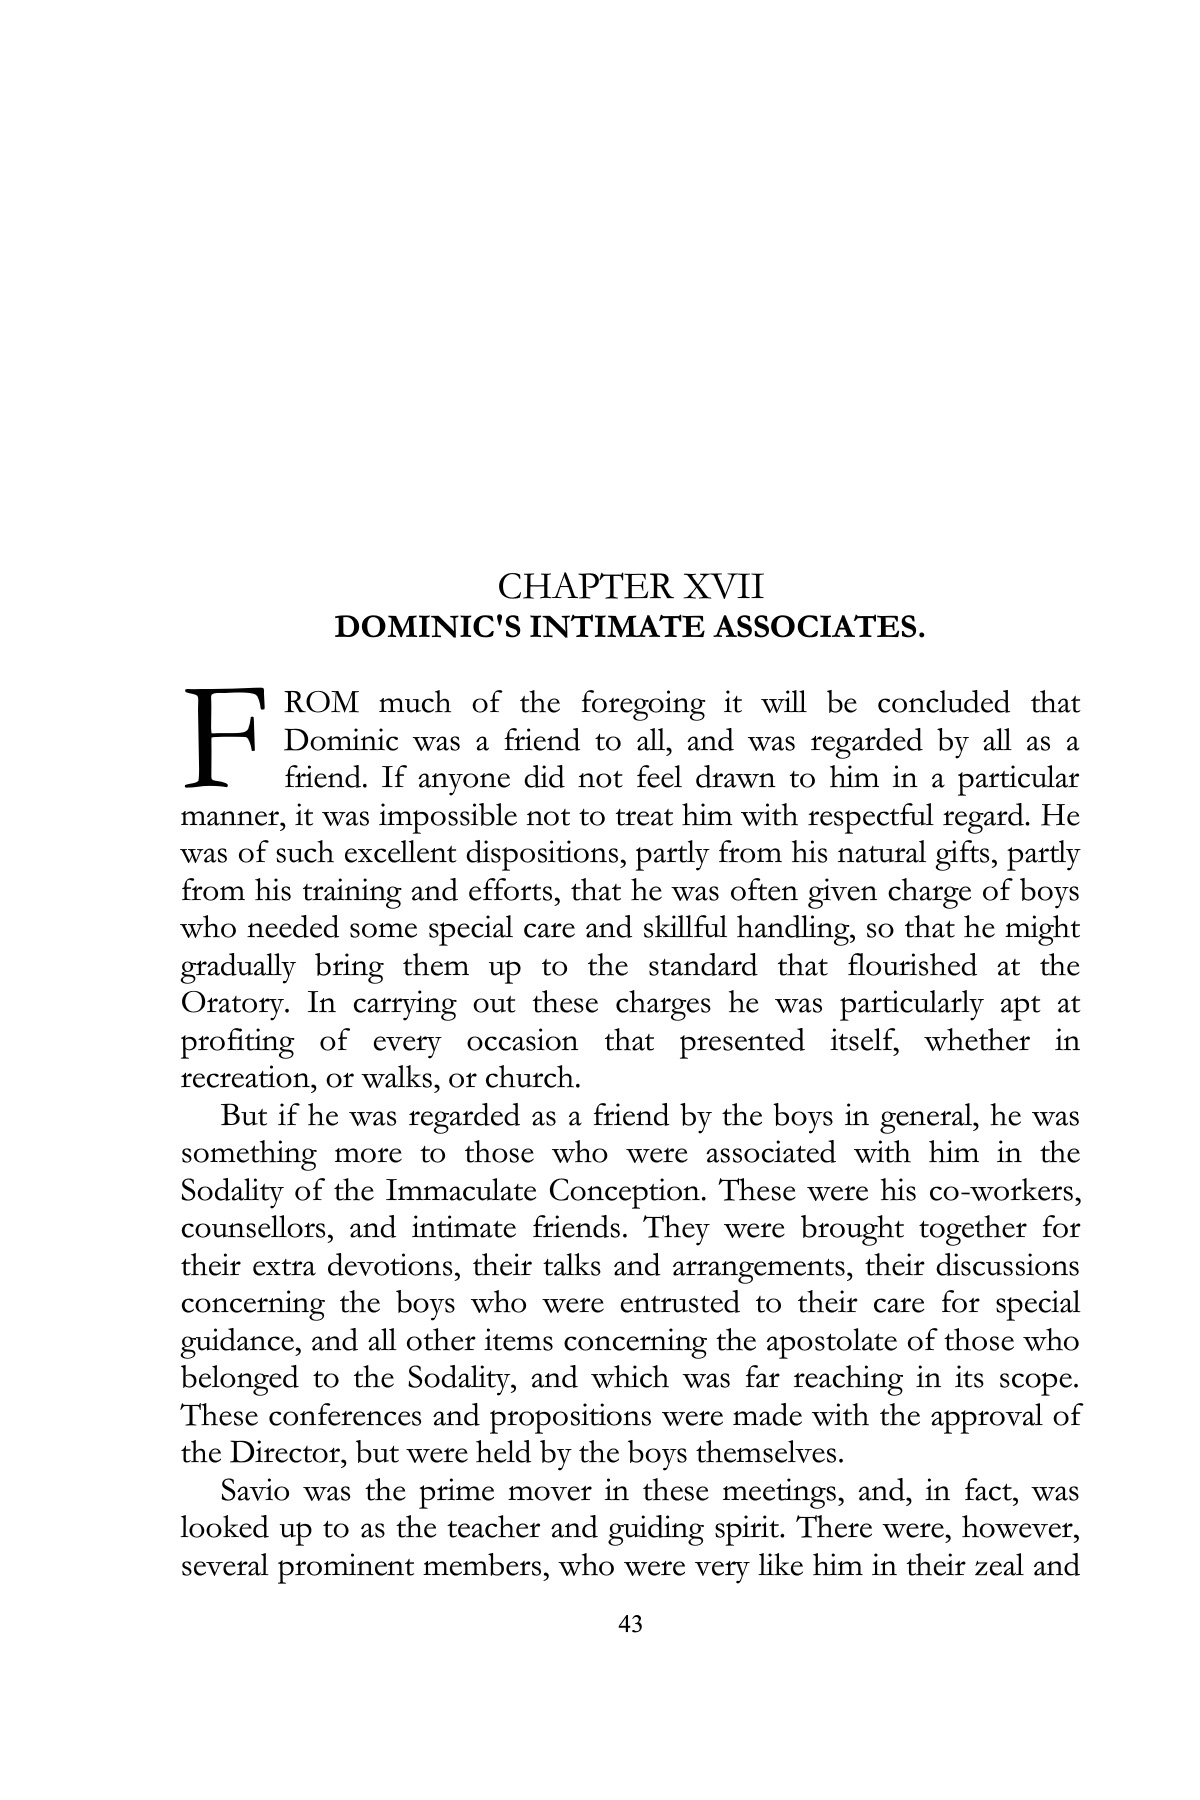 CHAPTER XVII
DOMINIC'S INTIMATE ASSOCIATES.
FROM much of the foregoing it will be concluded that
Dominic was a friend to all, and was regarded by all as a
friend. If anyone did not feel drawn to him in a particular
manner, it was impossible not to treat him with respectful regard. He
was of such excellent dispositions, partly from his natural gifts, partly
from his training and efforts, that he was often given charge of boys
who needed some special care and skillful handling, so that he might
gradually bring them up to the standard that flourished at the
Oratory. In carrying out these charges he was particularly apt at
profiting of every occasion that presented itself, whether in
recreation, or walks, or church.
But if he was regarded as a friend by the boys in general, he was
something more to those who were associated with him in the
Sodality of the Immaculate Conception. These were his co-workers,
counsellors, and intimate friends. They were brought together for
their extra devotions, their talks and arrangements, their discussions
concerning the boys who were entrusted to their care for special
guidance, and all other items concerning the apostolate of those who
belonged to the Sodality, and which was far reaching in its scope.
These conferences and propositions were made with the approval of
the Director, but were held by the boys themselves.
Savio was the prime mover in these meetings, and, in fact, was
looked up to as the teacher and guiding spirit. There were, however,
several prominent members, who were very like him in their zeal and
43